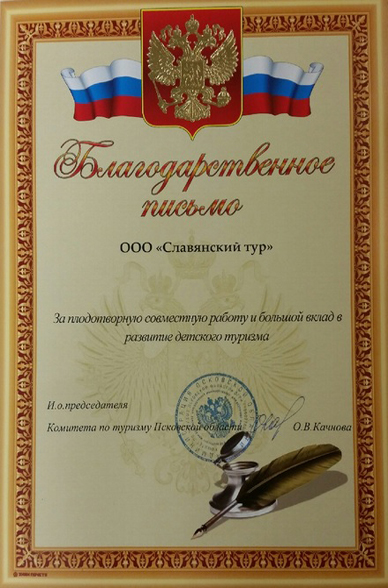 Благодарственное
письмо
ООО «Славянский тур»
За плодотворную совместную работу и большой вклад в
развитие детского туризма
И.о.председателя
Комитета по туризму Псковской области О.В.Качнова